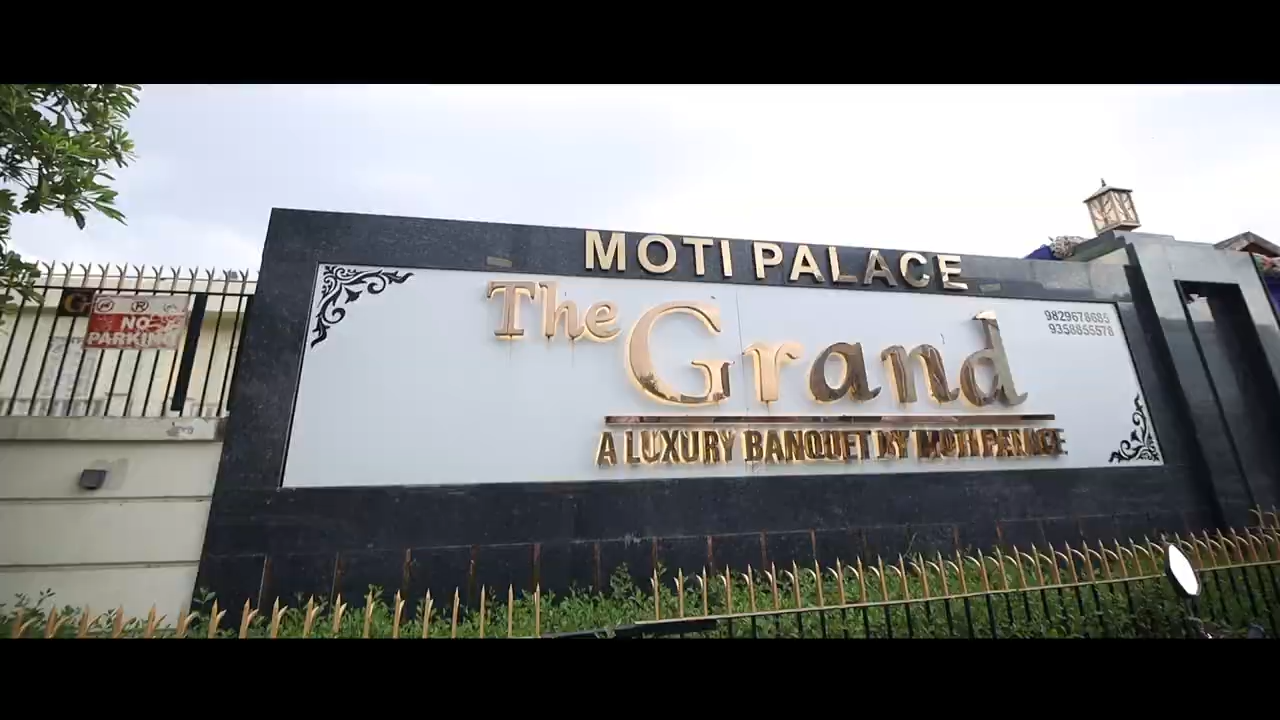 MOTI PALACE
The Grand
9829678685
9358855578
A LUXURY BANQUET BY MOTI PALACE
NO
PARKING